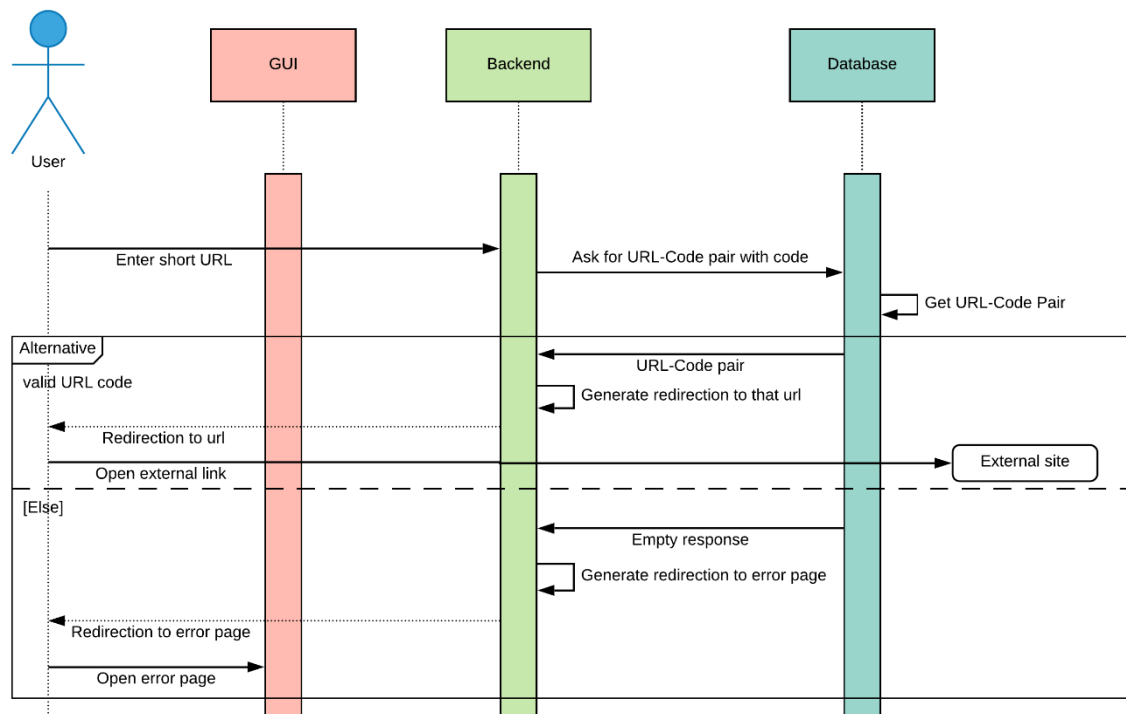 GUI
Backend
Database
User
Enter short URL
Ask for URL-Code pair with code
Get URL-Code Pair
Alternative
valid URL code
URL-Code pair
Generate redirection to that url
Redirection to url
Open external link
External site
[Else]
Empty response
Generate redirection to error page
Redirection to error page
Open error page